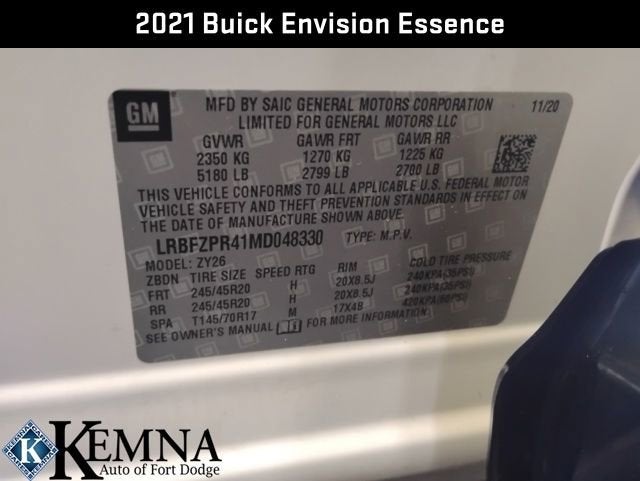 2021 Buick Envision Essence
GM
MFD BY SAIC GENERAL MOTORS CORPORATION 11/20
LIMITED FOR GENERAL MOTORS LLC
GVWR GAWR FRT GAWR RR
2350 KG 1270 KG 1225 KG
5180 LB 2799 LB 2700 LB
THIS VEHICLE CONFORMS TO ALL APPLICABLE U.S. FEDERAL MOTOR
VEHICLE SAFETY AND THEFT PREVENTION STANDARDS IN EFFECT ON
THE DATE OF MANUFACTURE SHOWN ABOVE.
LRBFZPR41MD048330 TYPE: M.P.V.
MODEL: ZY26
ZBDN TIRE SIZE SPEED RTG RIM COLD TIRE PRESSURE
FRT 245/45R20 H 20X8.5J 240KPA(35PSI)
RR 245/45R20 H 20X8.5J 240KPA(35PSI)
SPA T145/70R17 M 17X4B 420KPA(60PSI)
SEE OWNER'S MANUAL FOR MORE INFORMATION.
K KEMNA
Auto of Fort Dodge